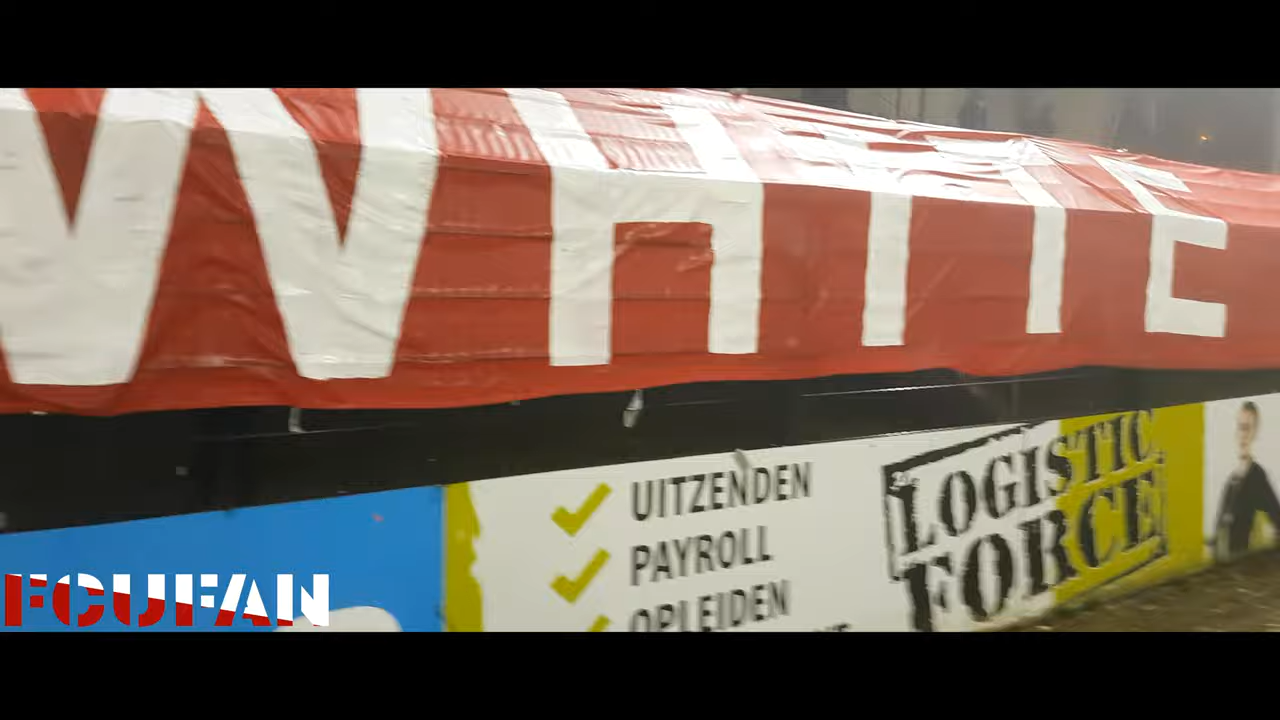 WHITE
UITZENDEN
PAYROLL
OPLEIDEN
LOGISTIC
FORCE
FCUFAN